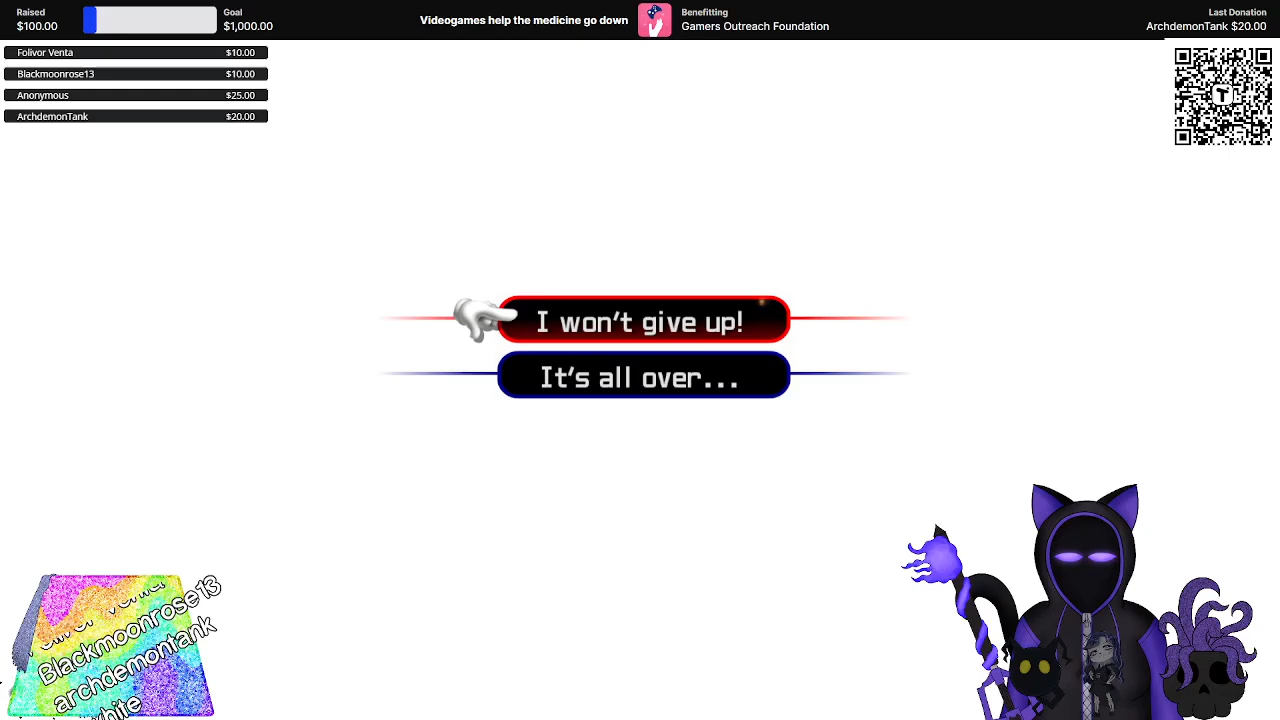 Raised
$100.00
Goal
$1,000.00
Videogames help the medicine go down
Benefitting
Gamers Outreach Foundation
Last Donation
ArchdemonTank $20.00
Folivor Venta $10.00
Blackmoonrose13 $10.00
Anonymous $25.00
ArchdemonTank $20.00
T
I won't give up!
It's all over...
Blackmoonrose13
archdemontank